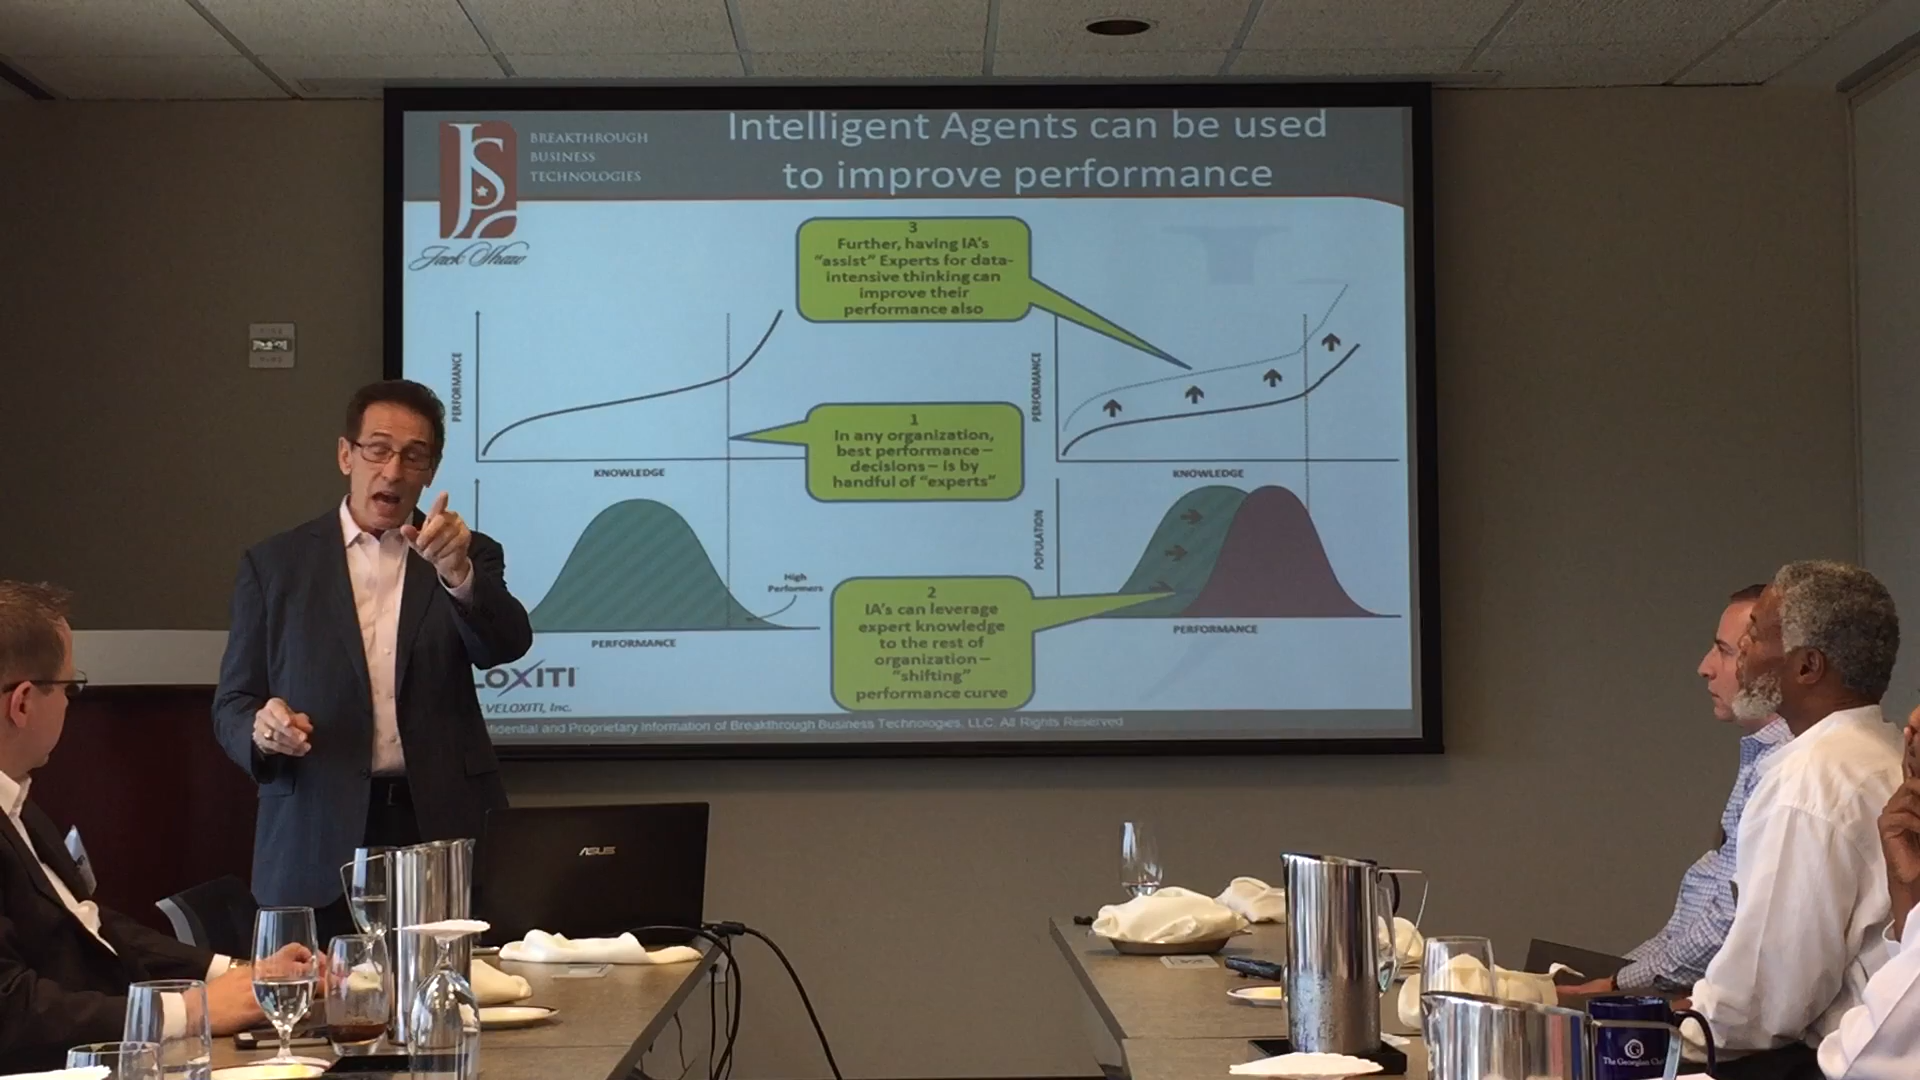 BREAKTHROUGH
BUSINESS
TECHNOLOGIES
JS
Jack Shaw
Intelligent Agents can be used
to improve performance
3
Further, having IA's
"assist" Experts for data-
intensive thinking can
improve their
performance also
PERFORMANCE
KNOWLEDGE
1
In any organization,
best performance –
decisions – is by
handful of "experts"
PERFORMANCE
KNOWLEDGE
High
Performers
PERFORMANCE
2
IA's can leverage
expert knowledge
to the rest of
organization –
"shifting"
performance curve
POPULATION
PERFORMANCE
LOXITI
VELOXITI, Inc.
fidential and Proprietary Information of Breakthrough Business Technologies, LLC. All Rights Reserved
ASUS
G
The Georgian Clu